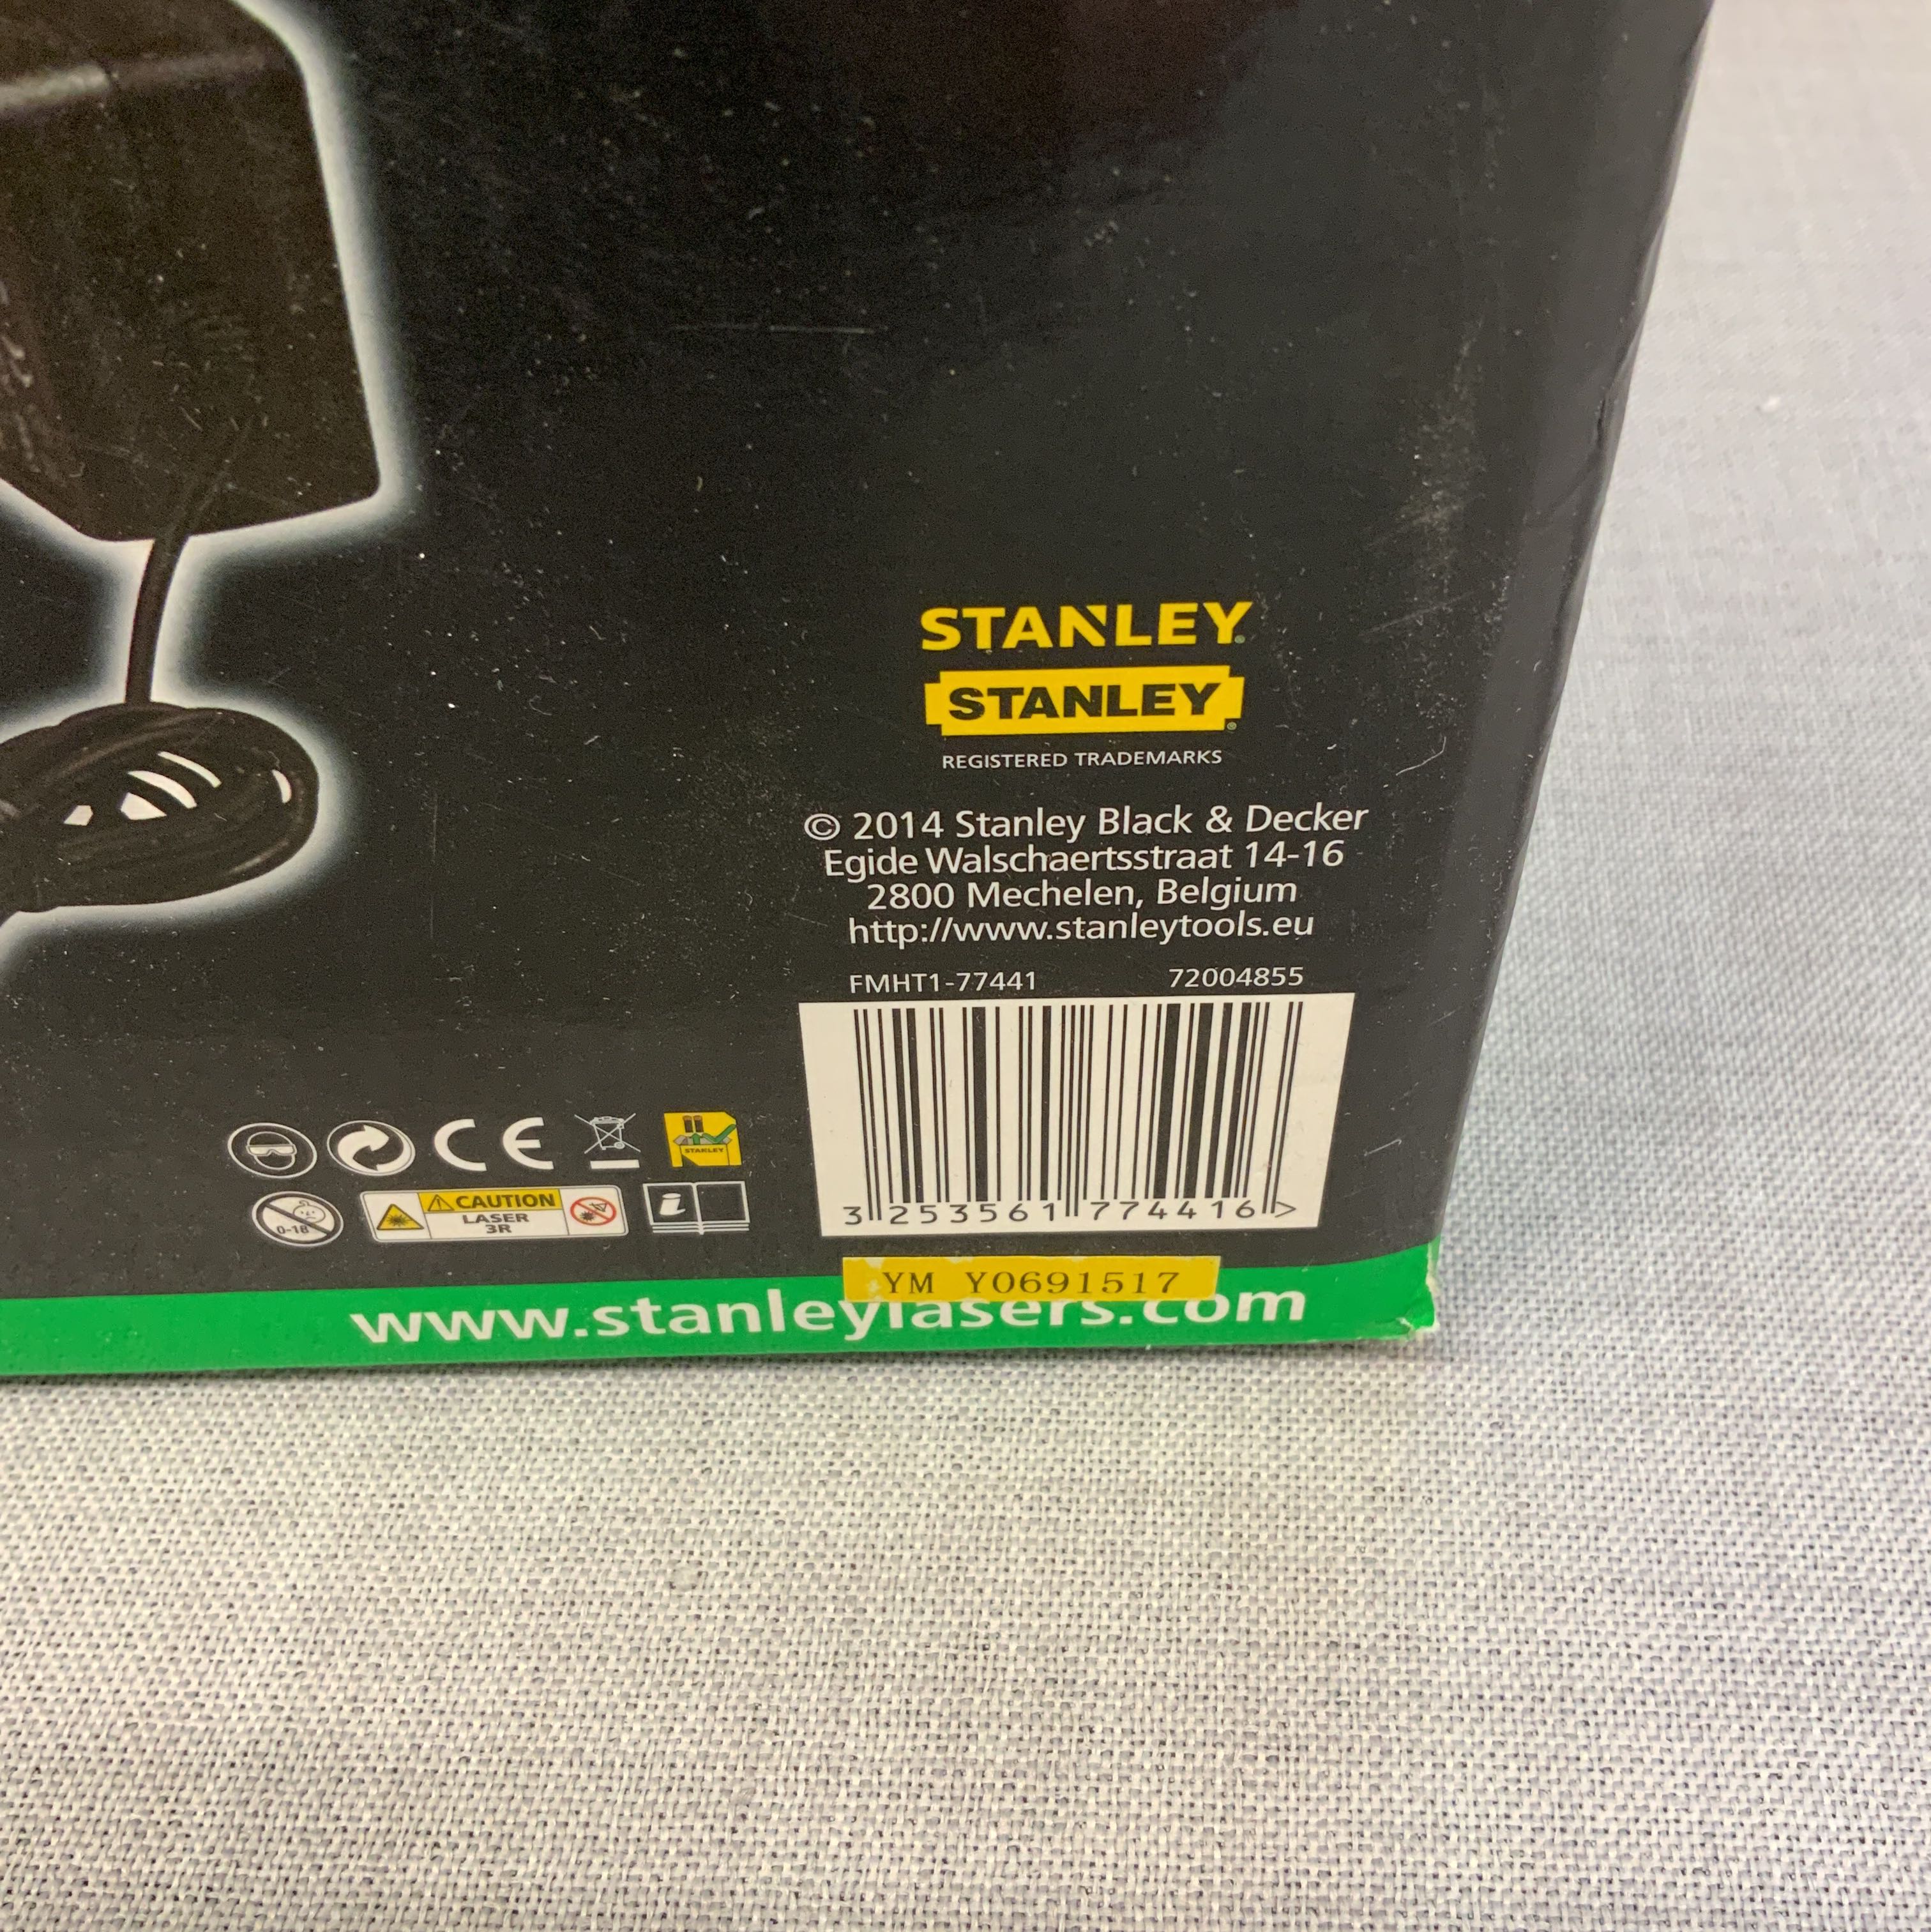 STANLEY®
STANLEY®
REGISTERED TRADEMARKS
© 2014 Stanley Black & Decker
Egide Walschaertsstraat 14-16
2800 Mechelen, Belgium
http://www.stanleytools.eu
FMHT1-77441 72004855
3 253561 774416 >
CE
STANLEY
0-18
CAUTION
LASER
3R
i
YM Y0691517
www.stanleylasers.com